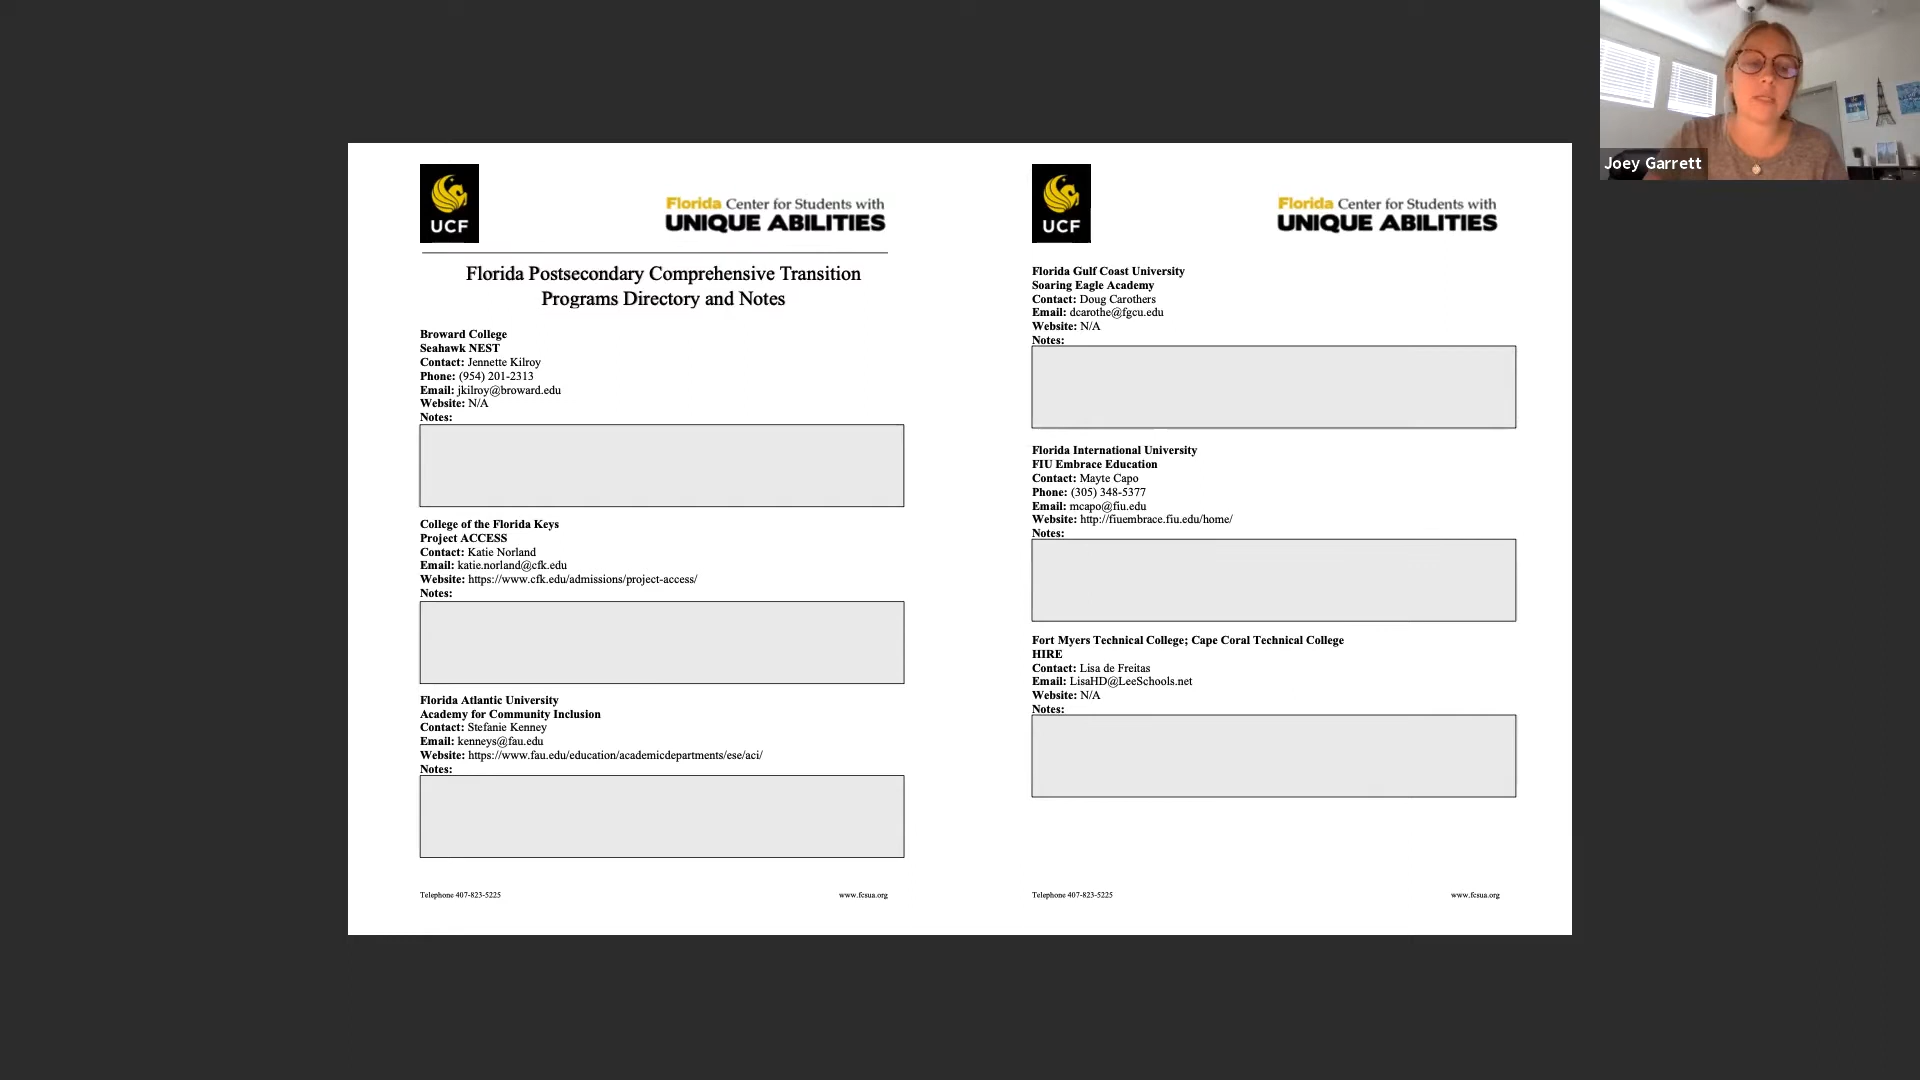 UCF
Florida Center for Students with
UNIQUE ABILITIES
Florida Postsecondary Comprehensive Transition
Programs Directory and Notes
Broward College
Seahawk NEST
Contact: Jennette Kilroy
Phone: (954) 201-2313
Email: jkilroy@broward.edu
Website: N/A
Notes:
College of the Florida Keys
Project ACCESS
Contact: Katie Norland
Email: katie.norland@cfk.edu
Website: https://www.cfk.edu/admissions/project-access/
Notes:
Florida Atlantic University
Academy for Community Inclusion
Contact: Stefanie Kenney
Email: kenneys@fau.edu
Website: https://www.fau.edu/education/academicdepartments/ese/aci/
Notes:
Telephone 407-823-5225
www.fcsua.org
UCF
Florida Center for Students with
UNIQUE ABILITIES
Florida Gulf Coast University
Soaring Eagle Academy
Contact: Doug Carothers
Email: dcarothe@fgcu.edu
Website: N/A
Notes:
Florida International University
FIU Embrace Education
Contact: Mayte Capo
Phone: (305) 348-5377
Email: mcapo@fiu.edu
Website: http://fiuembrace.fiu.edu/home/
Notes:
Fort Myers Technical College; Cape Coral Technical College
HIRE
Contact: Lisa de Freitas
Email: LisaHD@LeeSchools.net
Website: N/A
Notes:
Telephone 407-823-5225
www.fcsua.org
Joey Garrett